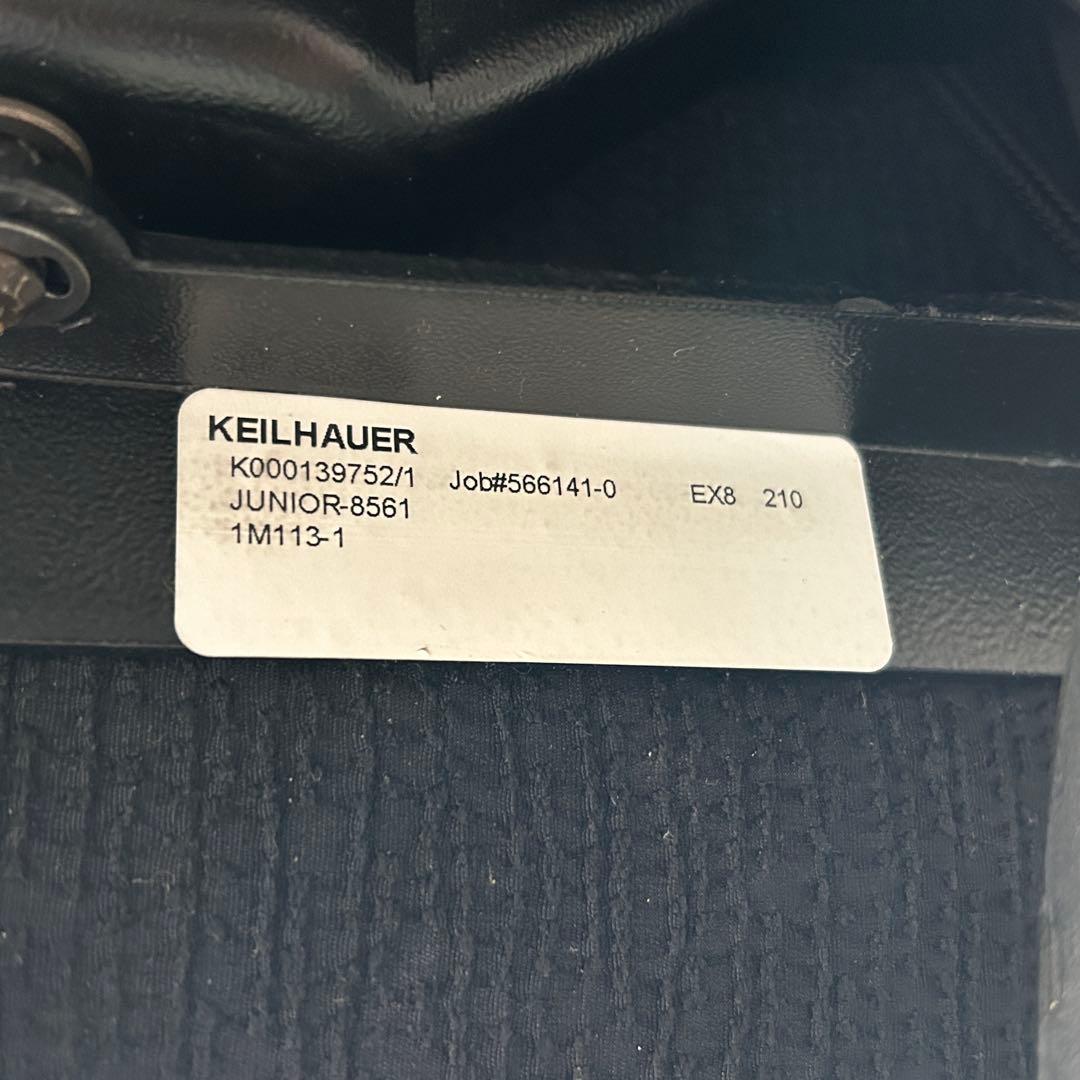 KEILHAUER
K000139752/1 Job#566141-0 EX8 210
JUNIOR-8561
1M113-1